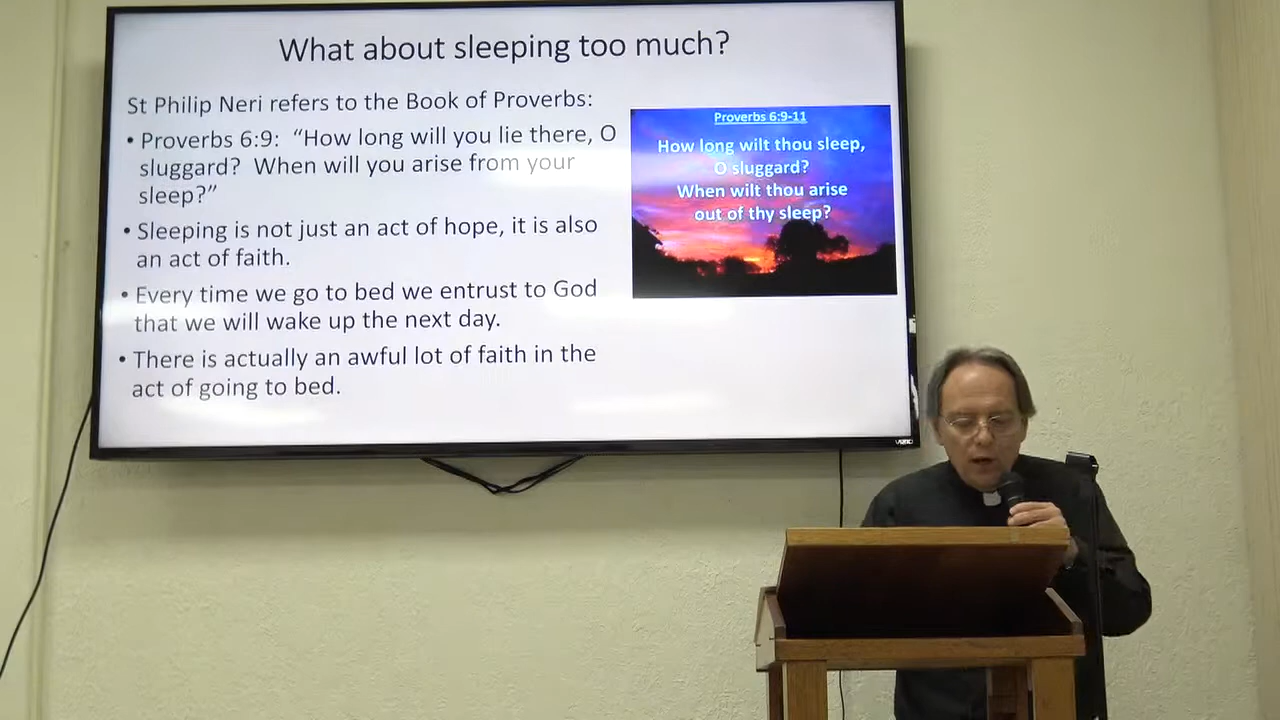 What about sleeping too much?
St Philip Neri refers to the Book of Proverbs:
• Proverbs 6:9:  “How long will you lie there, O
sluggard?  When will you arise from your
sleep?”
• Sleeping is not just an act of hope, it is also
an act of faith.
• Every time we go to bed we entrust to God
that we will wake up the next day.
• There is actually an awful lot of faith in the
act of going to bed.
Proverbs 6:9-11
How long wilt thou sleep,
O sluggard?
When wilt thou arise
out of thy sleep?
VIZIO